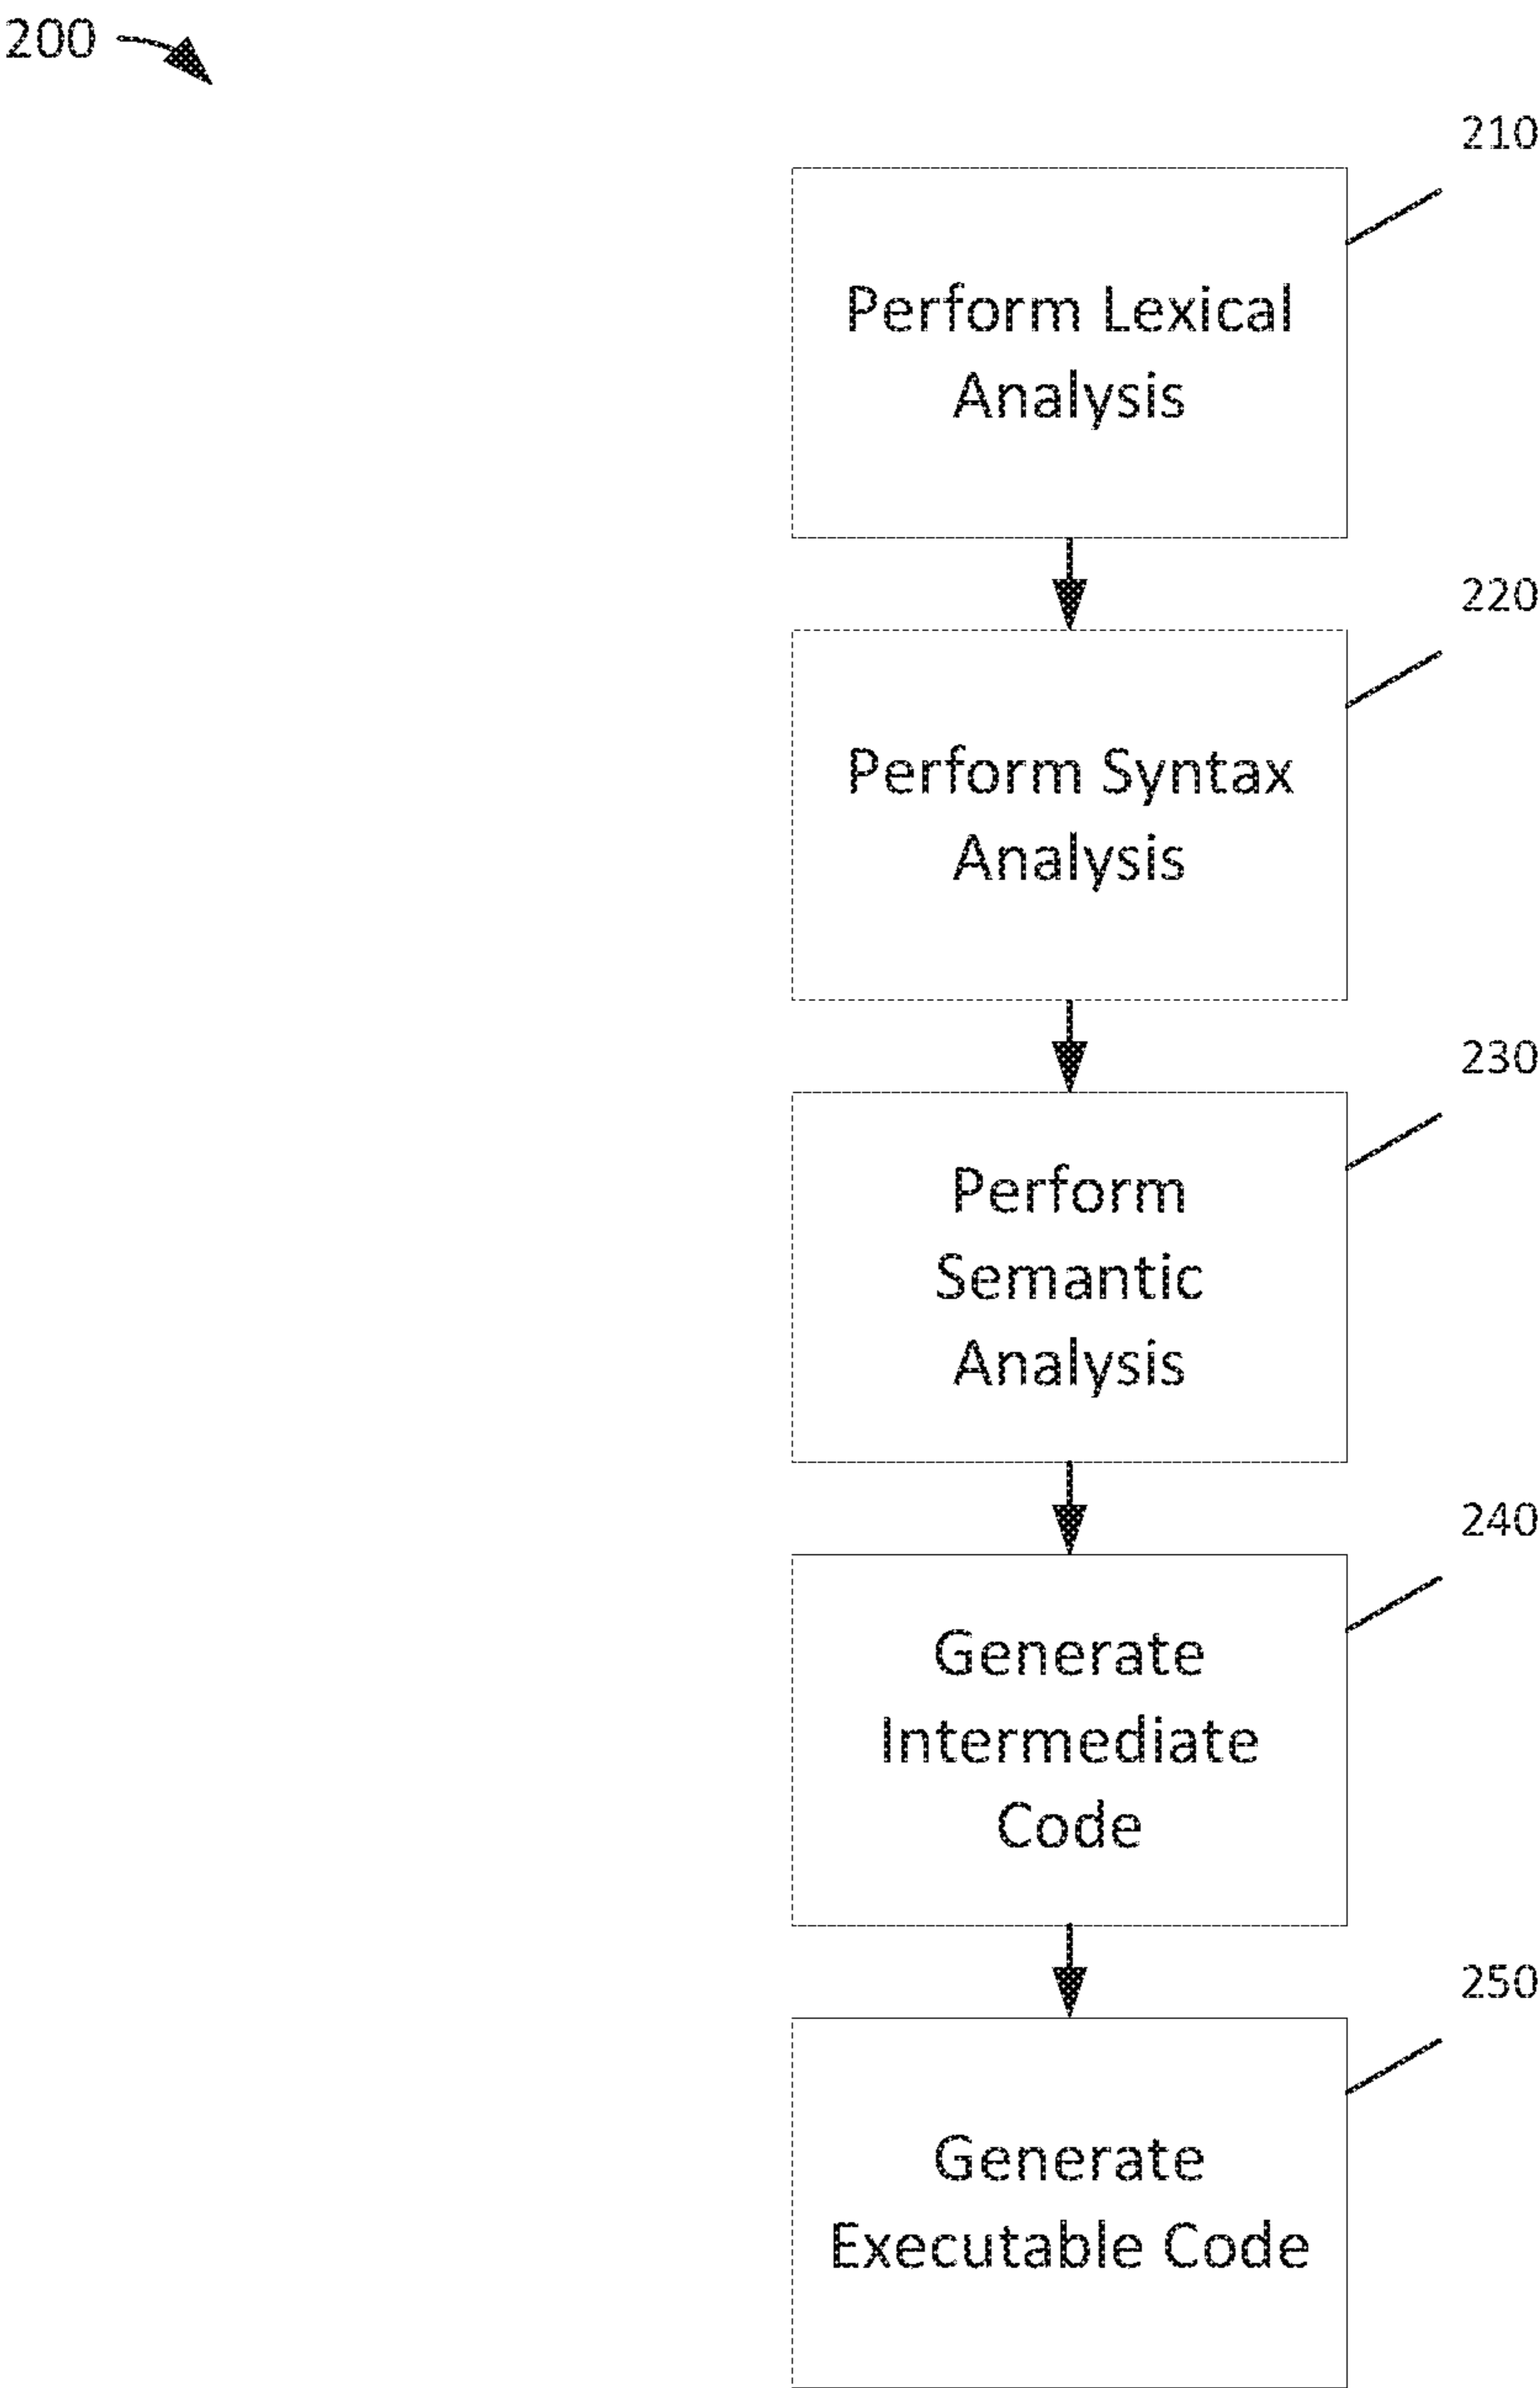 200
210
Perform Lexical
Analysis
220
Perform Syntax
Analysis
230
Perform
Semantic
Analysis
240
Generate
Intermediate
Code
250
Generate
Executable Code